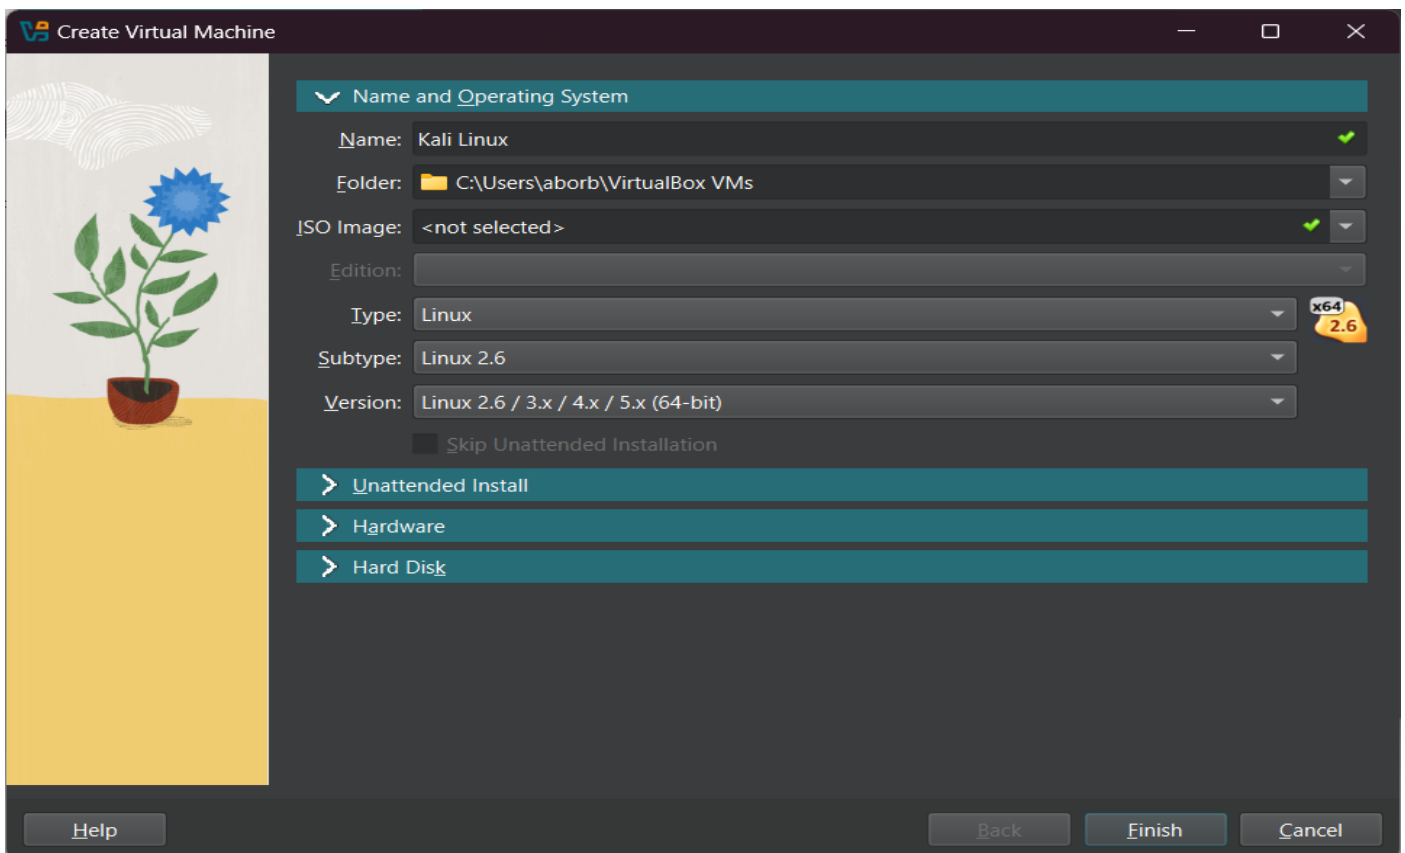 Create Virtual Machine
Name and Operating System
Name: Kali Linux
Folder: C:\Users\aborb\VirtualBox VMs
ISO Image: <not selected>
Edition:
Type: Linux
x64
2.6
Subtype: Linux 2.6
Version: Linux 2.6 / 3.x / 4.x / 5.x (64-bit)
Skip Unattended Installation
Unattended Install
Hardware
Hard Disk
Help Back Finish Cancel